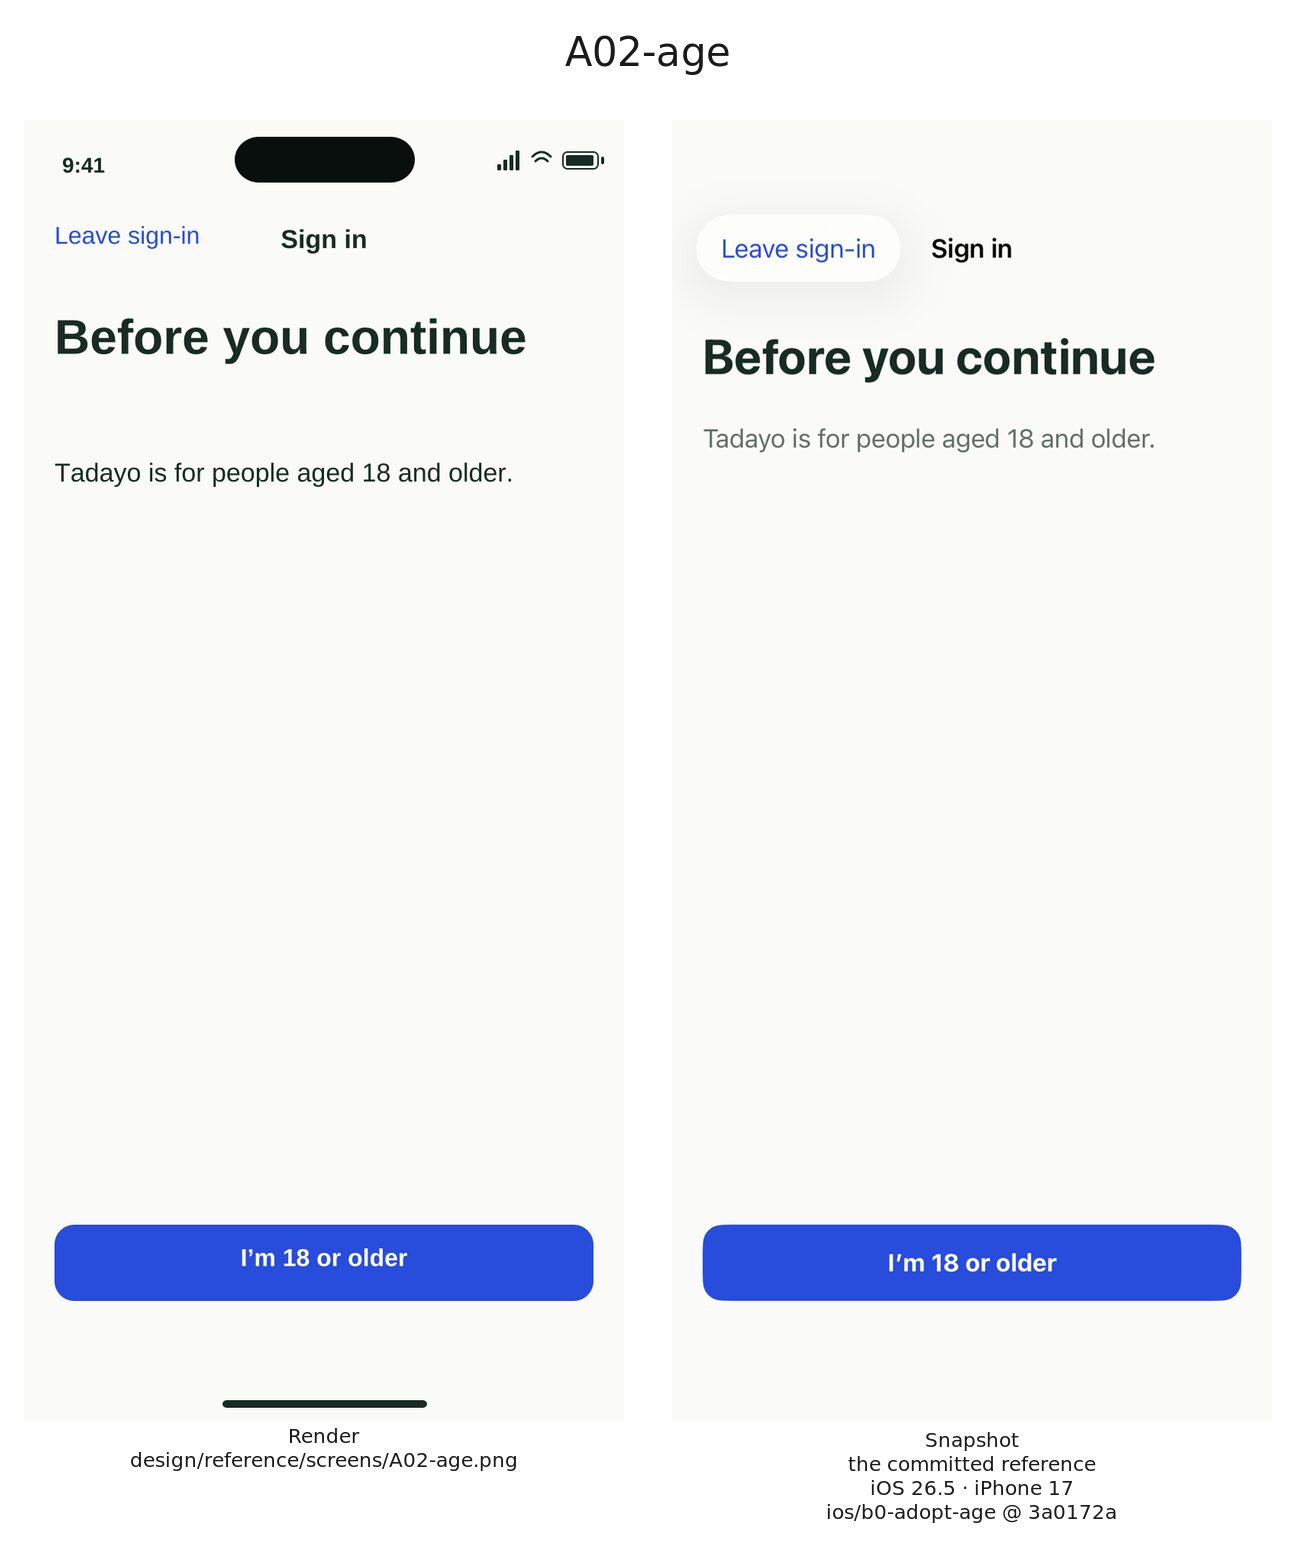 A02-age
9:41
Leave sign-in
Sign in
Before you continue
Tadayo is for people aged 18 and older.
I’m 18 or older
Render
design/reference/screens/A02-age.png
Leave sign-in
Sign in
Before you continue
Tadayo is for people aged 18 and older.
I’m 18 or older
Snapshot
the committed reference
iOS 26.5 · iPhone 17
ios/b0-adopt-age @ 3a0172a